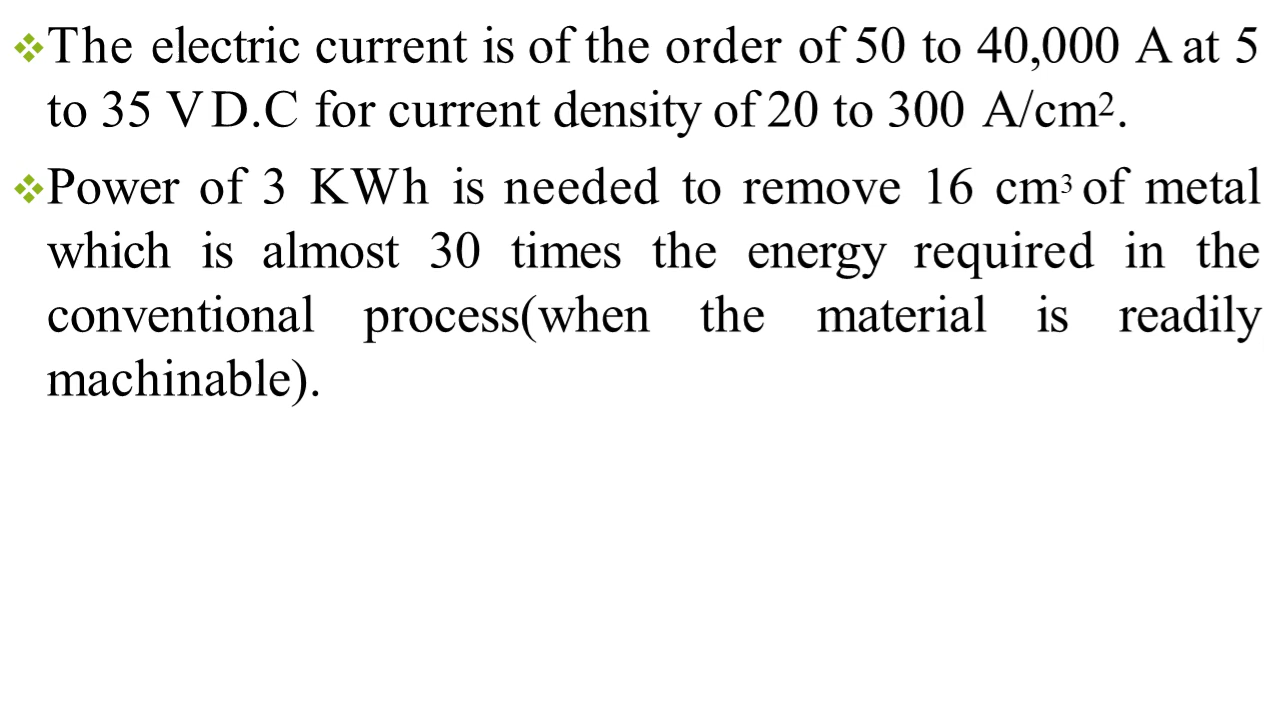 ❖The electric current is of the order of 50 to 40,000 A at 5
to 35 V D.C for current density of 20 to 300 A/cm².
❖Power of 3 KWh is needed to remove 16 cm³ of metal
which is almost 30 times the energy required in the
conventional process(when the material is readily
machinable).